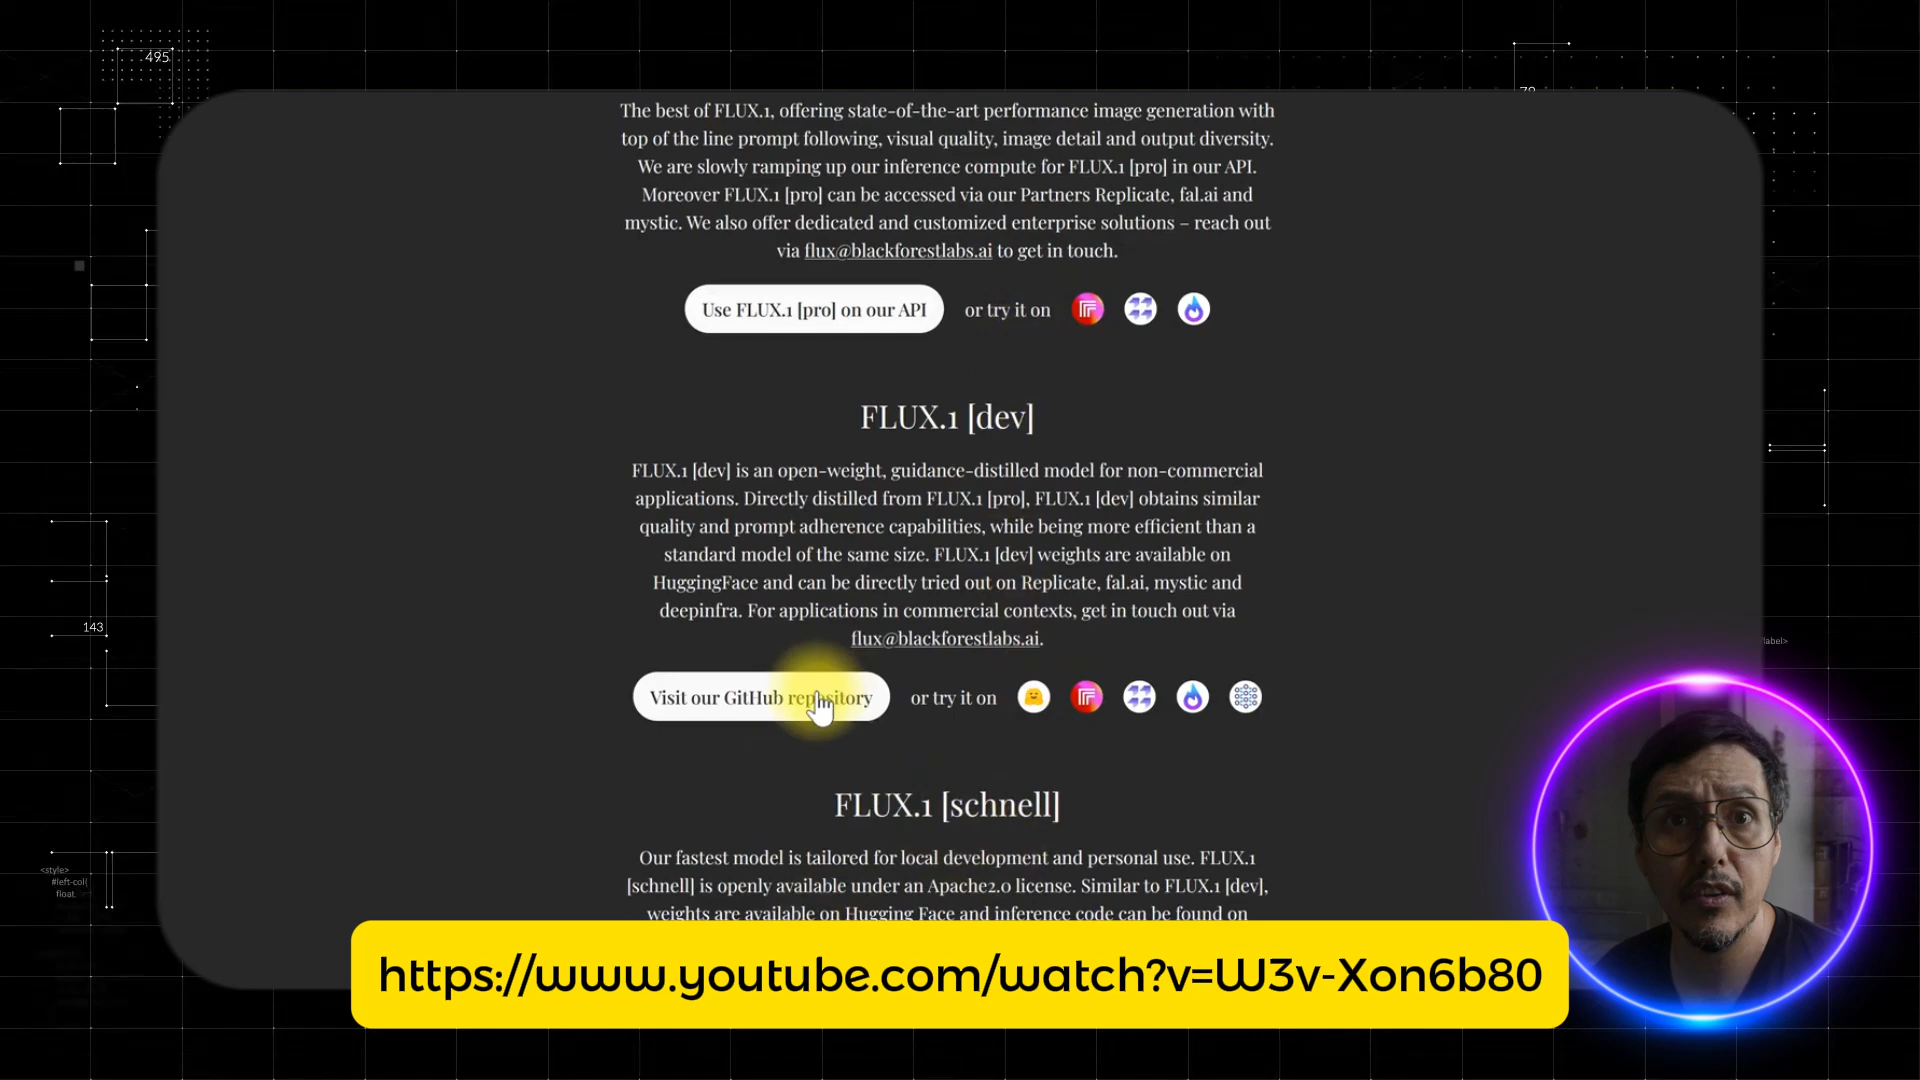 495
79
The best of FLUX.1, offering state-of-the-art performance image generation with
top of the line prompt following, visual quality, image detail and output diversity.
We are slowly ramping up our inference compute for FLUX.1 [pro] in our API.
Moreover FLUX.1 [pro] can be accessed via our Partners Replicate, fal.ai and
mystic. We also offer dedicated and customized enterprise solutions – reach out
via flux@blackforestlabs.ai to get in touch.
Use FLUX.1 [pro] on our API or try it on
FLUX.1 [dev]
FLUX.1 [dev] is an open-weight, guidance-distilled model for non-commercial
applications. Directly distilled from FLUX.1 [pro], FLUX.1 [dev] obtains similar
quality and prompt adherence capabilities, while being more efficient than a
standard model of the same size. FLUX.1 [dev] weights are available on
HuggingFace and can be directly tried out on Replicate, fal.ai, mystic and
deepinfra. For applications in commercial contexts, get in touch out via
flux@blackforestlabs.ai.
143
label>
Visit our GitHub repository or try it on
FLUX.1 [schnell]
Our fastest model is tailored for local development and personal use. FLUX.1
[schnell] is openly available under an Apache2.0 license. Similar to FLUX.1 [dev],
weights are available on Hugging Face and inference code can be found on
<style>
#left-col{
float.
https://www.youtube.com/watch?v=W3v-Xon6b80